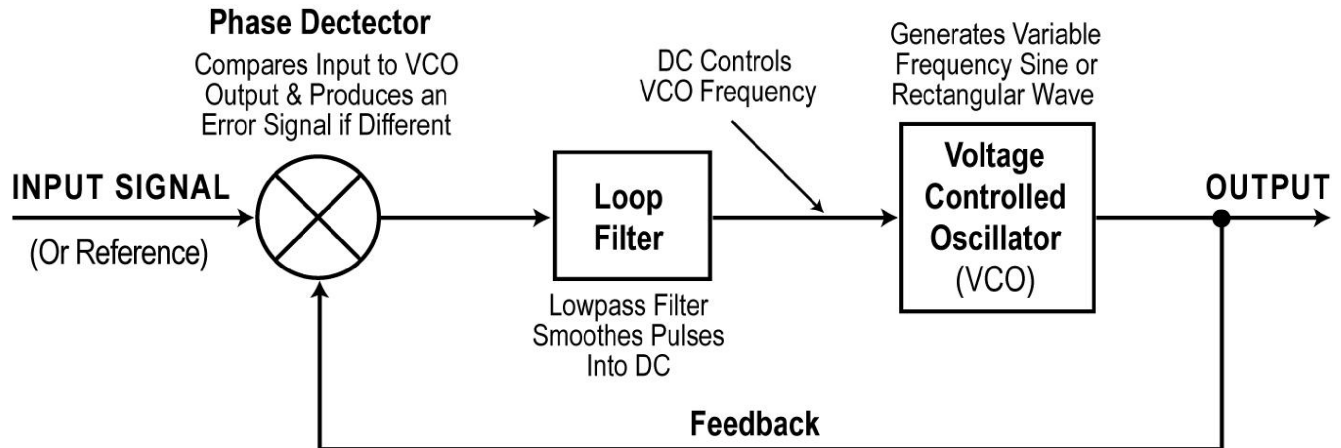 Phase Dectector
Compares Input to VCO
Output & Produces an
Error Signal if Different
INPUT SIGNAL
(Or Reference)
Loop
Filter
Lowpass Filter
Smoothes Pulses
Into DC
DC Controls
VCO Frequency
Generates Variable
Frequency Sine or
Rectangular Wave
Voltage
Controlled
Oscillator
(VCO)
OUTPUT
Feedback